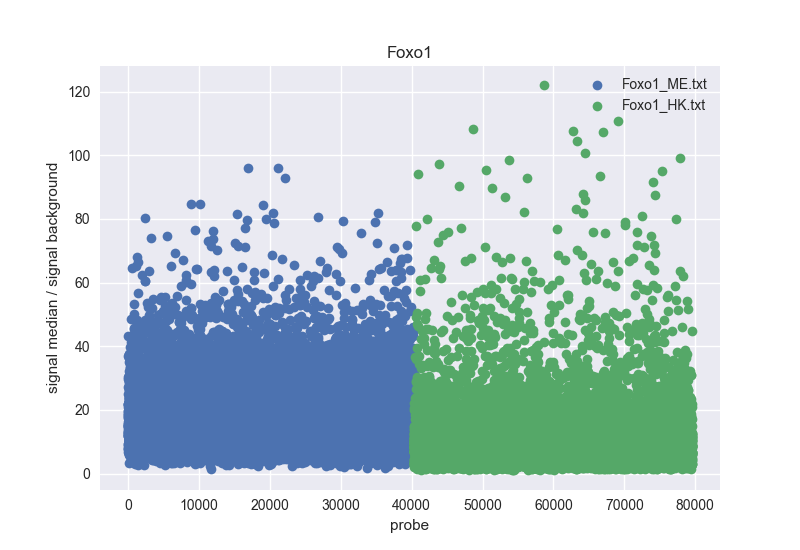 Foxo1
Foxo1_ME.txt
Foxo1_HK.txt
signal median / signal background
120
100
80
60
40
20
0
0 10000 20000 30000 40000 50000 60000 70000 80000
probe